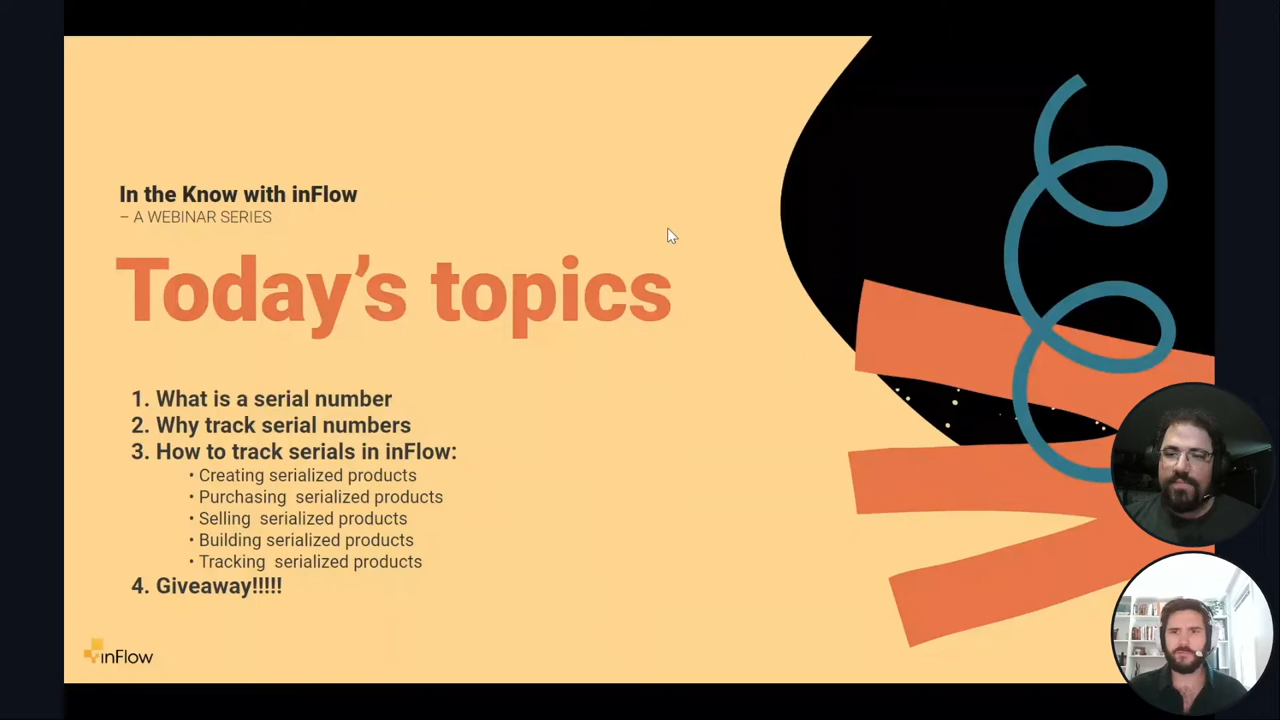 In the Know with inFlow
– A WEBINAR SERIES
Today's topics
1. What is a serial number
2. Why track serial numbers
3. How to track serials in inFlow:
• Creating serialized products
• Purchasing serialized products
• Selling serialized products
• Building serialized products
• Tracking serialized products
4. Giveaway!!!!!
inFlow